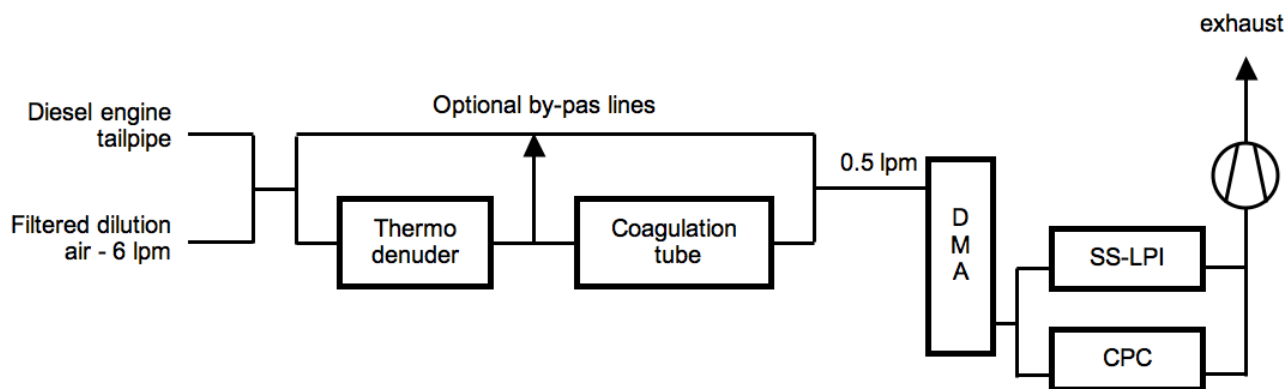 exhaust
Diesel engine
tailpipe
Optional by-pas lines
0.5 lpm
Filtered dilution
air - 6 lpm
Thermo
denuder
Coagulation
tube
D
M
A
SS-LPI
CPC